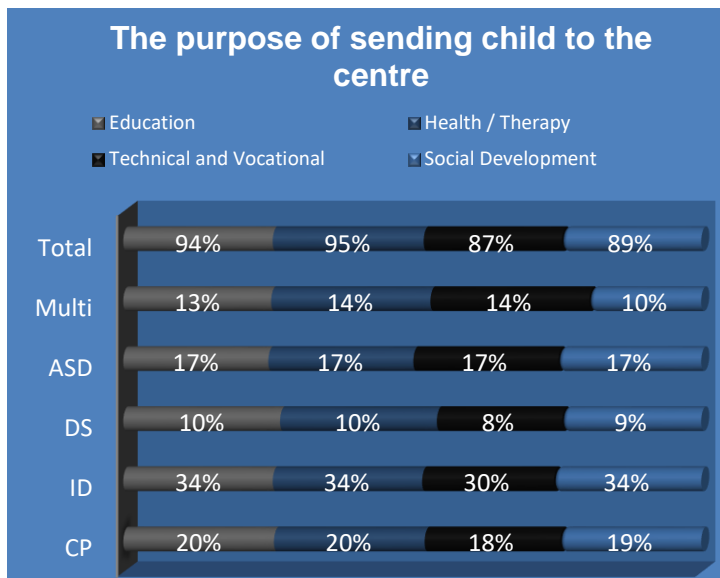 The purpose of sending child to the
centre
Education
Health / Therapy
Technical and Vocational
Social Development
Total 94% 95% 87% 89%
Multi 13% 14% 14% 10%
ASD 17% 17% 17% 17%
DS 10% 10% 8% 9%
ID 34% 34% 30% 34%
CP 20% 20% 18% 19%